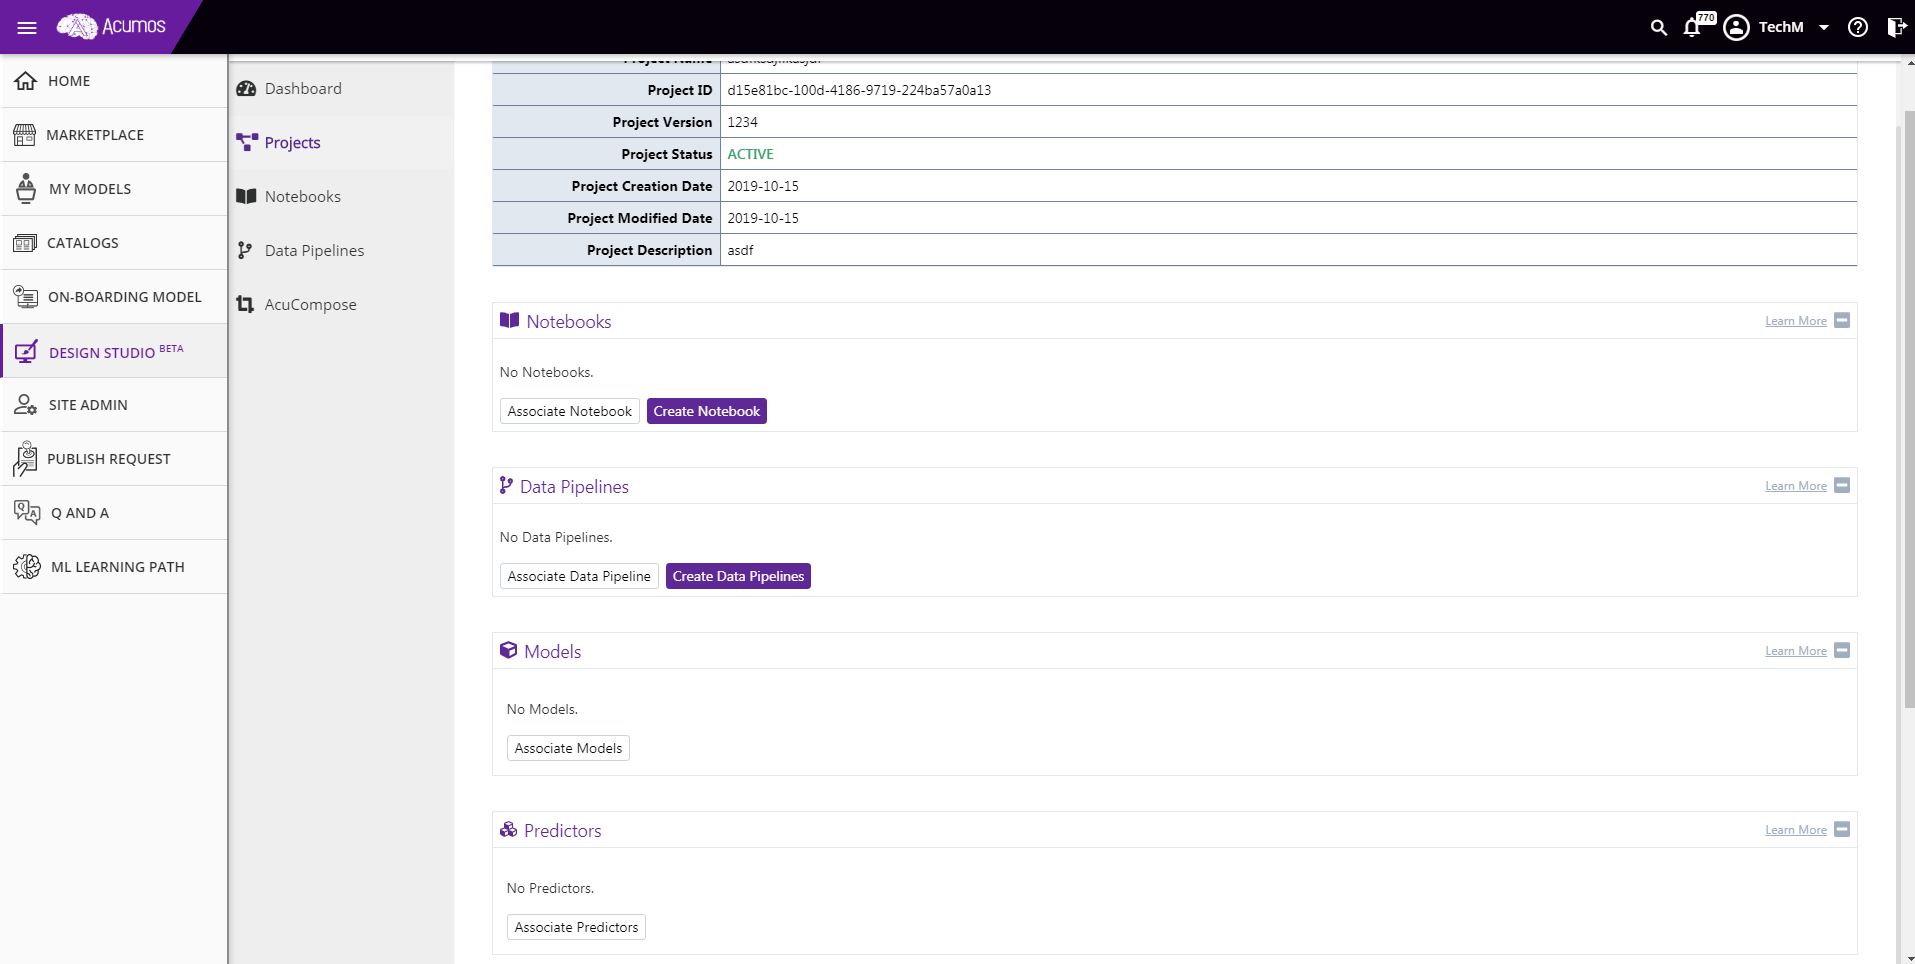 Acumos
770
TechM
HOME
MARKETPLACE
MY MODELS
CATALOGS
ON-BOARDING MODEL
DESIGN STUDIO BETA
SITE ADMIN
PUBLISH REQUEST
Q AND A
ML LEARNING PATH
Dashboard
Projects
Notebooks
Data Pipelines
AcuCompose
Project Name
Project ID d15e81bc-100d-4186-9719-224ba57a0a13
Project Version 1234
Project Status ACTIVE
Project Creation Date 2019-10-15
Project Modified Date 2019-10-15
Project Description asdf
Notebooks Learn More
No Notebooks.
Associate Notebook Create Notebook
Data Pipelines Learn More
No Data Pipelines.
Associate Data Pipeline Create Data Pipelines
Models Learn More
No Models.
Associate Models
Predictors Learn More
No Predictors.
Associate Predictors